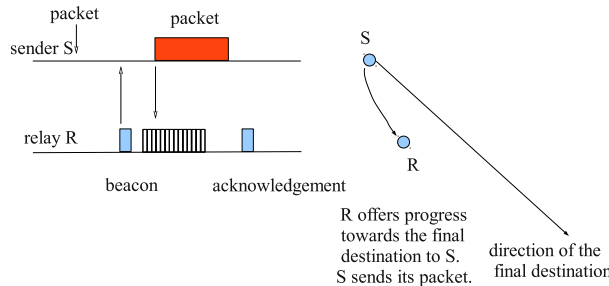 packet
packet
sender S
relay R
beacon
acknowledgement
S
R
R offers progress
towards the final
destination to S.
S sends its packet.
direction of the
final destination